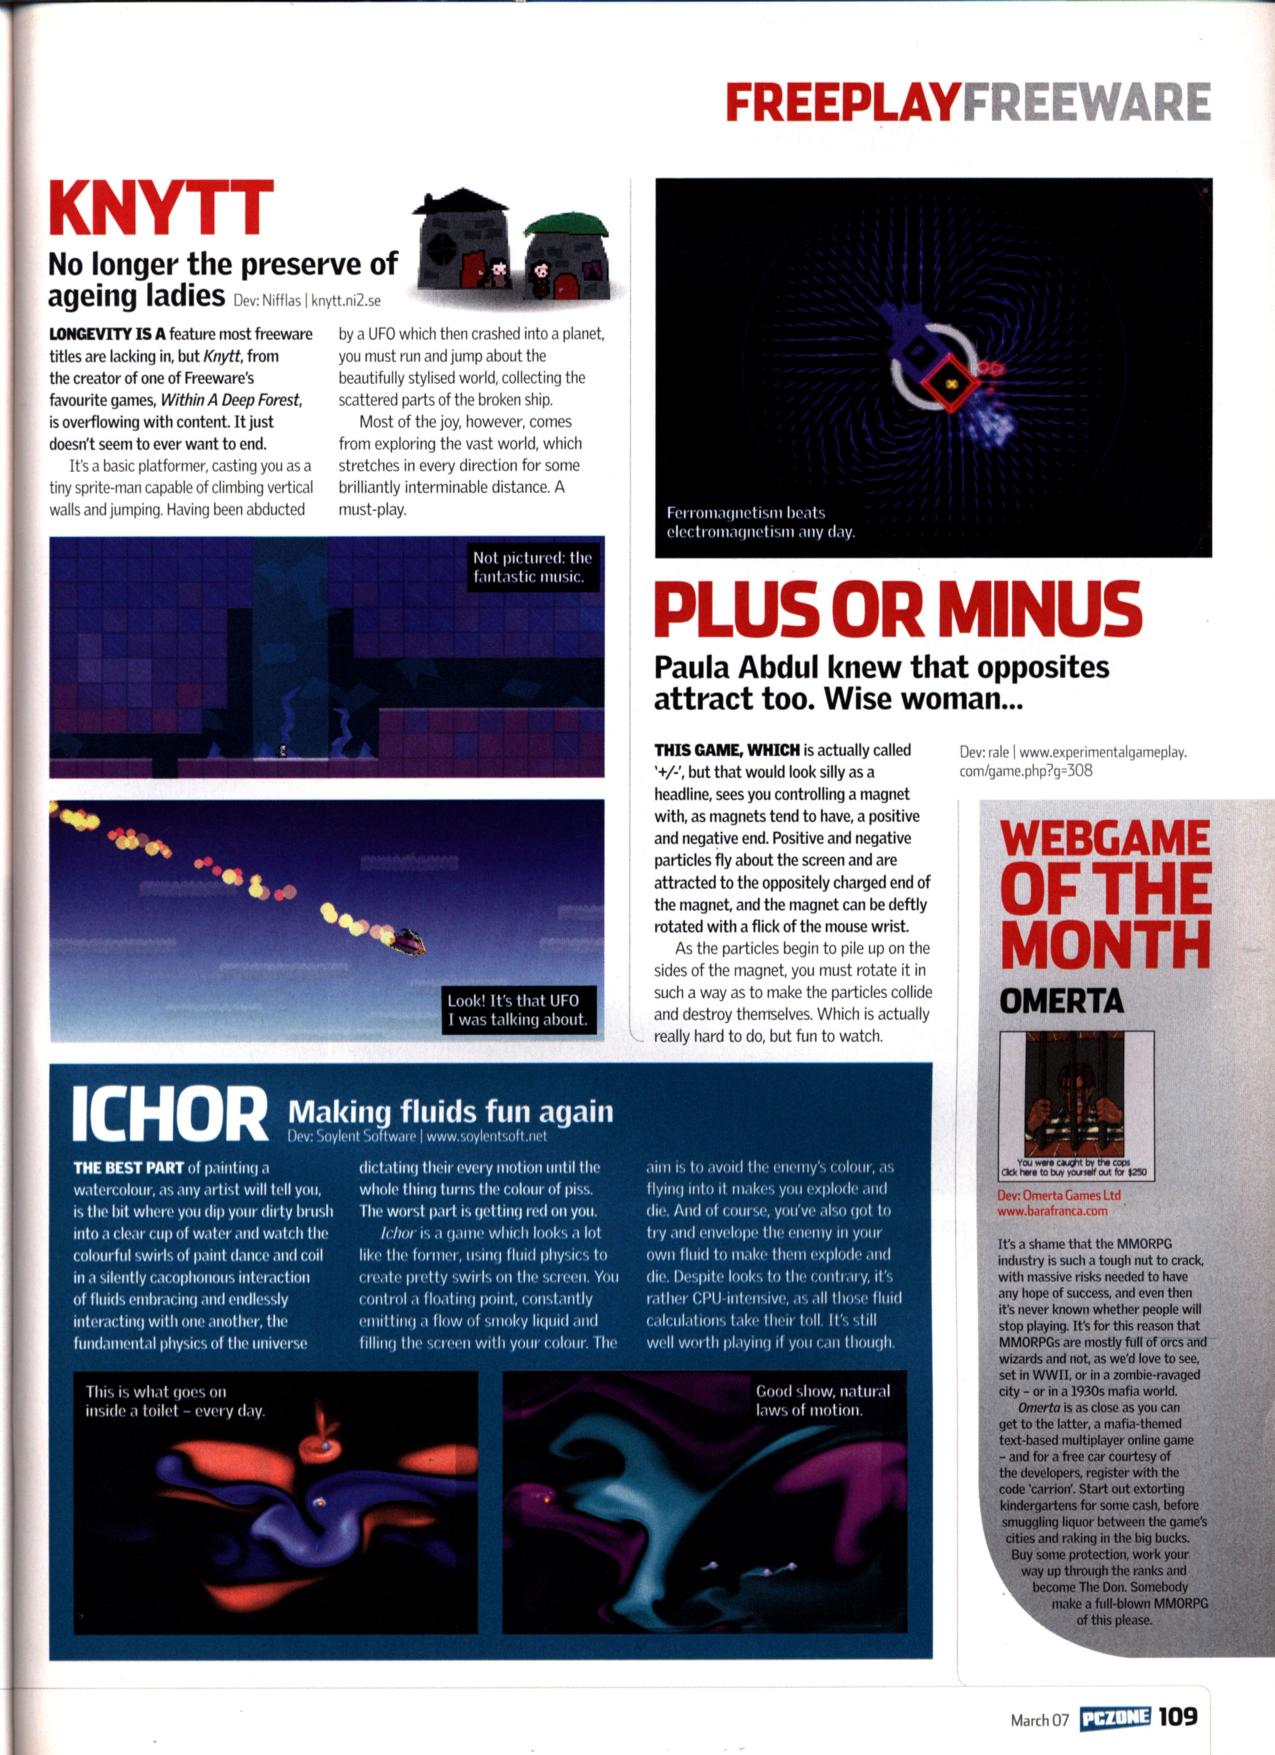 FREEPLAYFREEWARE
KNYTT
No longer the preserve of
ageing ladies Dev: Nifflas | knytt.ni2.se
LONGEVITY IS A feature most freeware
titles are lacking in, but Knytt, from
the creator of one of Freeware's
favourite games, Within A Deep Forest,
is overflowing with content. It just
doesn't seem to ever want to end.
It's a basic platformer, casting you as a
tiny sprite-man capable of climbing vertical
walls and jumping. Having been abducted
by a UFO which then crashed into a planet,
you must run and jump about the
beautifully stylised world, collecting the
scattered parts of the broken ship.
Most of the joy, however, comes
from exploring the vast world, which
stretches in every direction for some
brilliantly interminable distance. A
must-play.
Not pictured: the
fantastic music.
Look! It's that UFO
I was talking about.
Ferromagnetism beats
electromagnetism any day.
PLUS OR MINUS
Paula Abdul knew that opposites
attract too. Wise woman...
THIS GAME, WHICH is actually called
'+/-', but that would look silly as a
headline, sees you controlling a magnet
with, as magnets tend to have, a positive
and negative end. Positive and negative
particles fly about the screen and are
attracted to the oppositely charged end of
the magnet, and the magnet can be deftly
rotated with a flick of the mouse wrist.
As the particles begin to pile up on the
sides of the magnet, you must rotate it in
such a way as to make the particles collide
and destroy themselves. Which is actually
really hard to do, but fun to watch.
Dev: rale | www.experimentalgameplay.
com/game.php?g=308
ICHOR Making fluids fun again
Dev: Soylent Software | www.soylentsoft.net
THE BEST PART of painting a
watercolour, as any artist will tell you,
is the bit where you dip your dirty brush
into a clear cup of water and watch the
colourful swirls of paint dance and coil
in a silently cacophonous interaction
of fluids embracing and endlessly
interacting with one another, the
fundamental physics of the universe
dictating their every motion until the
whole thing turns the colour of piss.
The worst part is getting red on you.
Ichor is a game which looks a lot
like the former, using fluid physics to
create pretty swirls on the screen. You
control a floating point, constantly
emitting a flow of smoky liquid and
filling the screen with your colour. The
aim is to avoid the enemy's colour, as
flying into it makes you explode and
die. And of course, you've also got to
try and envelope the enemy in your
own fluid to make them explode and
die. Despite looks to the contrary, it's
rather CPU-intensive, as all those fluid
calculations take their toll. It's still
well worth playing if you can though.
This is what goes on
inside a toilet – every day.
Good show, natural
laws of motion.
WEBGAME
OF THE
MONTH
OMERTA
You were caught by the cops
Click here to buy yourself out for $250
Dev: Omerta Games Ltd
www.barafranca.com
It's a shame that the MMORPG
industry is such a tough nut to crack,
with massive risks needed to have
any hope of success, and even then
it's never known whether people will
stop playing. It's for this reason that
MMORPGs are mostly full of orcs and
wizards and not, as we'd love to see,
set in WWII, or in a zombie-ravaged
city – or in a 1930s mafia world.
Omerta is as close as you can
get to the latter, a mafia-themed
text-based multiplayer online game
– and for a free car courtesy of
the developers, register with the
code 'carrion'. Start out extorting
kindergartens for some cash, before
smuggling liquor between the game's
cities and raking in the big bucks.
Buy some protection, work your
way up through the ranks and
become The Don. Somebody
make a full-blown MMORPG
of this please.
March 07 PCZONE 109